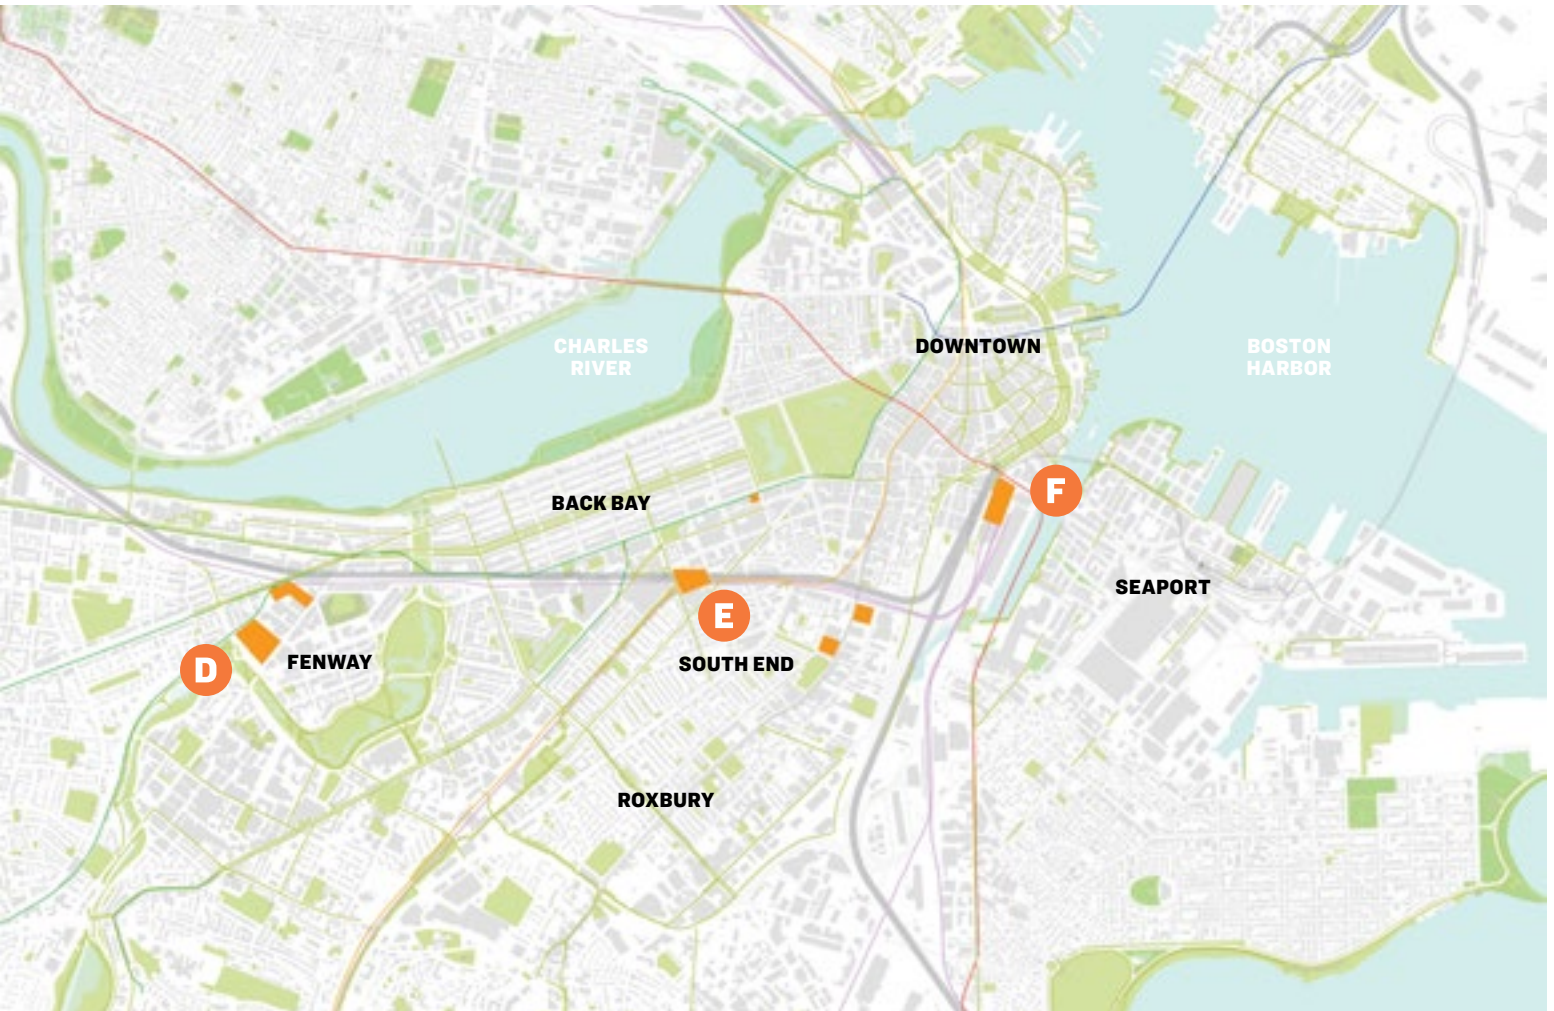 CHARLES
RIVER
DOWNTOWN
BOSTON
HARBOR
BACK BAY
F
SEAPORT
E
D
FENWAY
SOUTH END
ROXBURY